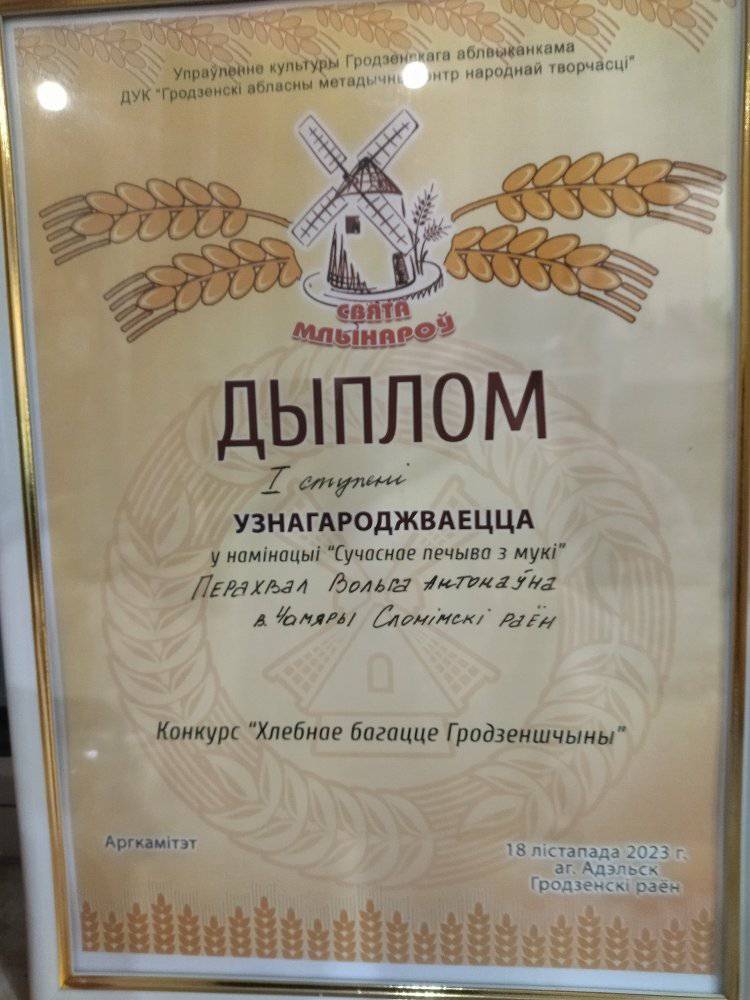 Упраўленне культуры Гродзенскага аблвыканкама
ДУК "Гродзенскі абласны метадычны цэнтр народнай творчасці"
СВЯТА
МЛЫНАРОЎ
ДЫПЛОМ
I ступені
УЗНАГАРОДЖВАЕЦЦА
у намінацыі "Сучаснае печыва з мукі"
Перахвал Вольга Антонаўна
в. Чамяры Слонімскі раён
Конкурс "Хлебнае багацце Гродзеншчыны"
Аргкамітэт
18 лістапада 2023 г.
аг. Адэльск
Гродзенскі раён